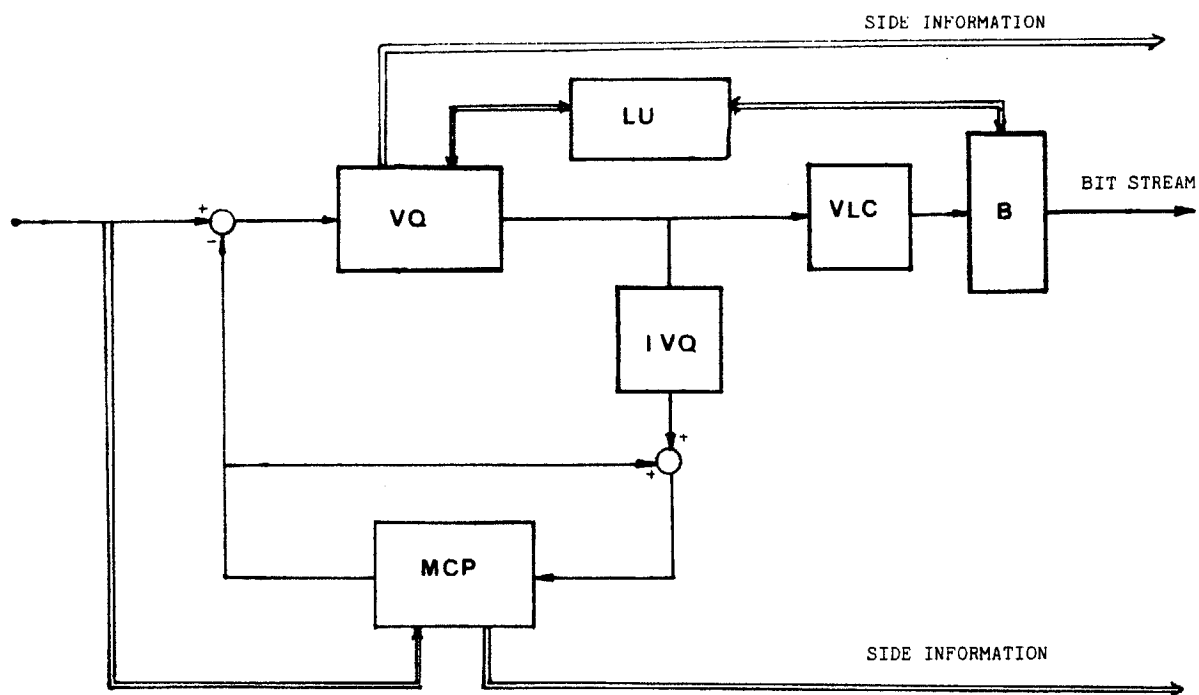 SIDE INFORMATION
LU
BIT STREAM
VQ
VLC
B
+
-
IVQ
+
+
MCP
SIDE INFORMATION